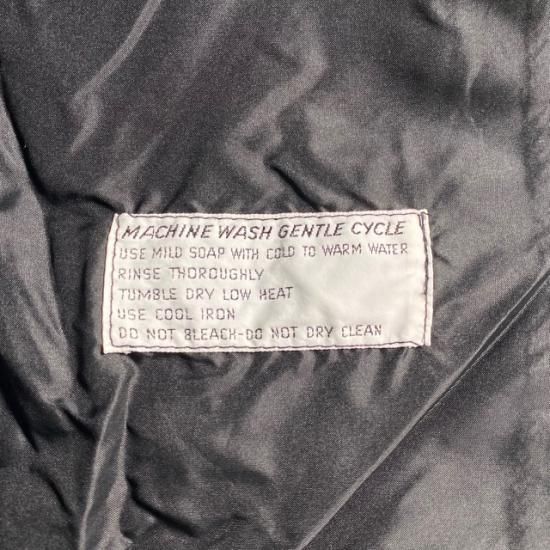 MACHINE WASH GENTLE CYCLE
USE MILD SOAP WITH COLD TO WARM WATER
RINSE THOROUGHLY
TUMBLE DRY LOW HEAT
USE COOL IRON
DO NOT BLEACH-DO NOT DRY CLEAN